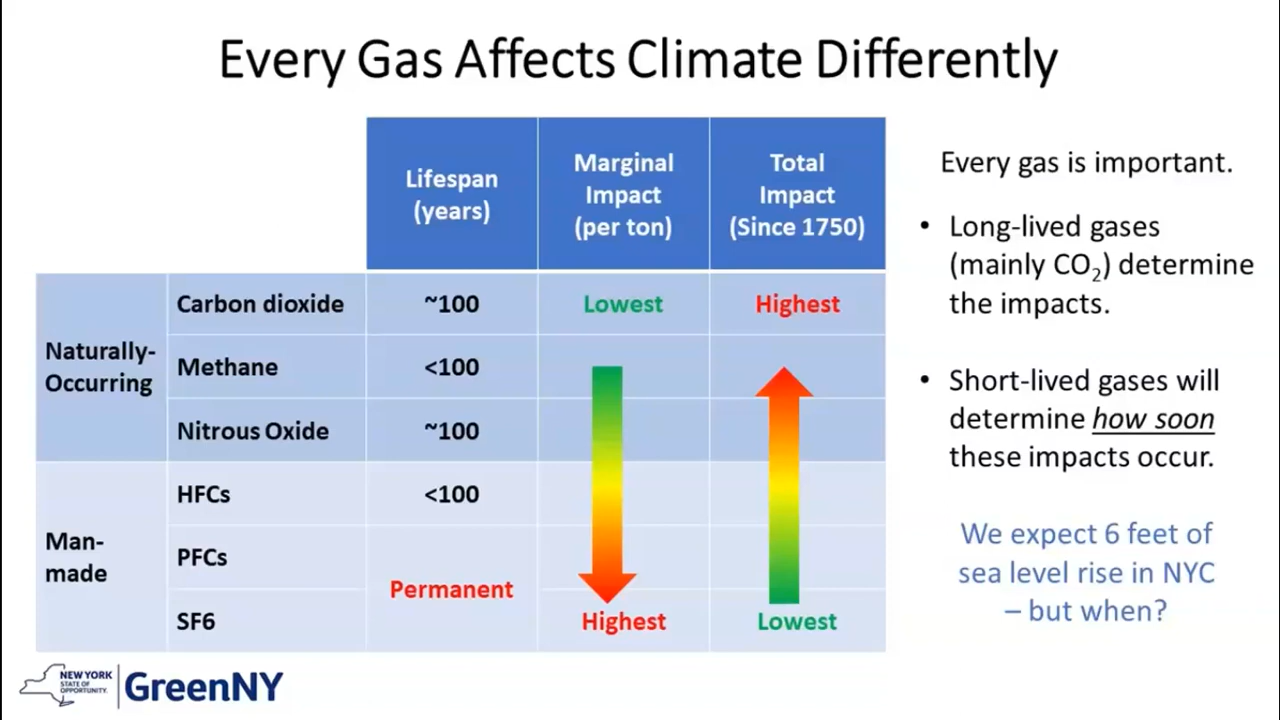 Every Gas Affects Climate Differently
Lifespan
(years)
Marginal
Impact
(per ton)
Total
Impact
(Since 1750)
Naturally-
Occurring
Carbon dioxide
~100
Lowest
Highest
Methane
<100
Nitrous Oxide
~100
Man-
made
HFCs
<100
PFCs
Permanent
SF6
Highest
Lowest
Every gas is important.
• Long-lived gases
(mainly CO₂) determine
the impacts.
• Short-lived gases will
determine how soon
these impacts occur.
We expect 6 feet of
sea level rise in NYC
– but when?
NEW YORK
STATE OF
OPPORTUNITY.
GreenNY